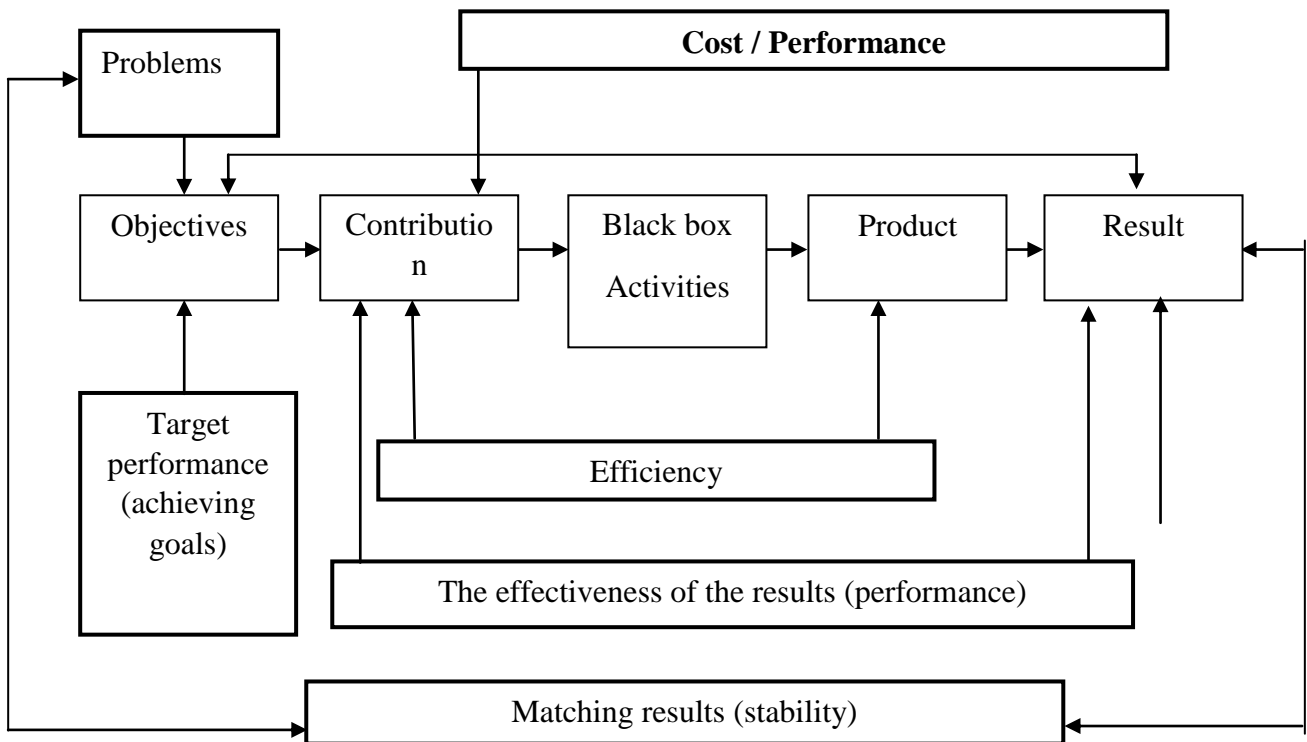 Cost / Performance
Problems
Objectives
Contributio
n
Black box
Activities
Product
Result
Target
performance
(achieving
goals)
Efficiency
The effectiveness of the results (performance)
Matching results (stability)